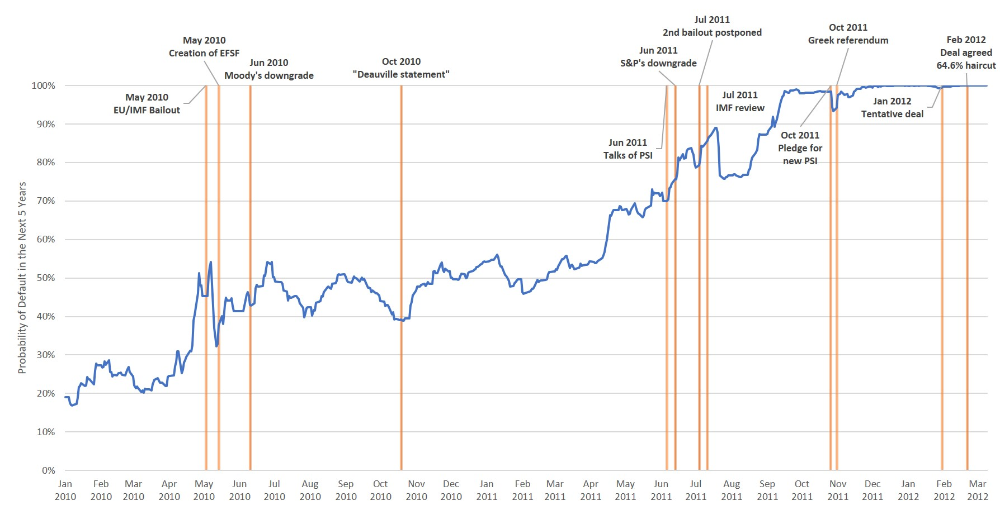 Jul 2011
2nd bailout postponed
Oct 2011
Greek referendum
May 2010
Creation of EFSF
Feb 2012
Deal agreed
64.6% haircut
Jun 2011
S&P's downgrade
Jun 2010
Moody's downgrade
Oct 2010
"Deauville statement"
May 2010
EU/IMF Bailout
Jul 2011
IMF review
Jan 2012
Tentative deal
Jun 2011
Talks of PSI
Oct 2011
Pledge for
new PSI
Probability of Default in the Next 5 Years
100%
90%
80%
70%
60%
50%
40%
30%
20%
10%
0%
Jan Feb Mar Apr May Jun Jul Aug Sep Oct Nov Dec Jan Feb Mar Apr May Jun Jul Aug Sep Oct Nov Dec Jan Feb Mar
2010 2010 2010 2010 2010 2010 2010 2010 2010 2010 2010 2010 2011 2011 2011 2011 2011 2011 2011 2011 2011 2011 2011 2011 2012 2012 2012